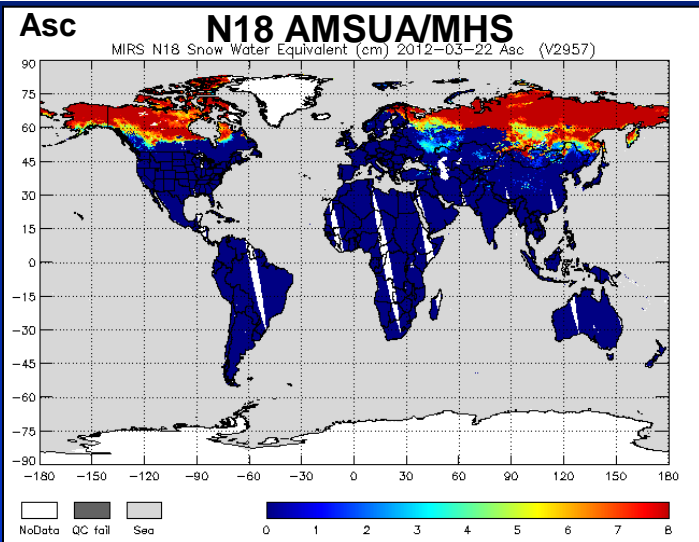 Asc
N18 AMSUA/MHS
MIRS N18 Snow Water Equivalent (cm) 2012-03-22 Asc (V2957)
90
75
60
45
30
15
0
-15
-30
-45
-60
-75
-90
-180 -150 -120 -90 -60 -30 0 30 60 90 120 150 180
NoData QC fail Sea
0 1 2 3 4 5 6 7 8